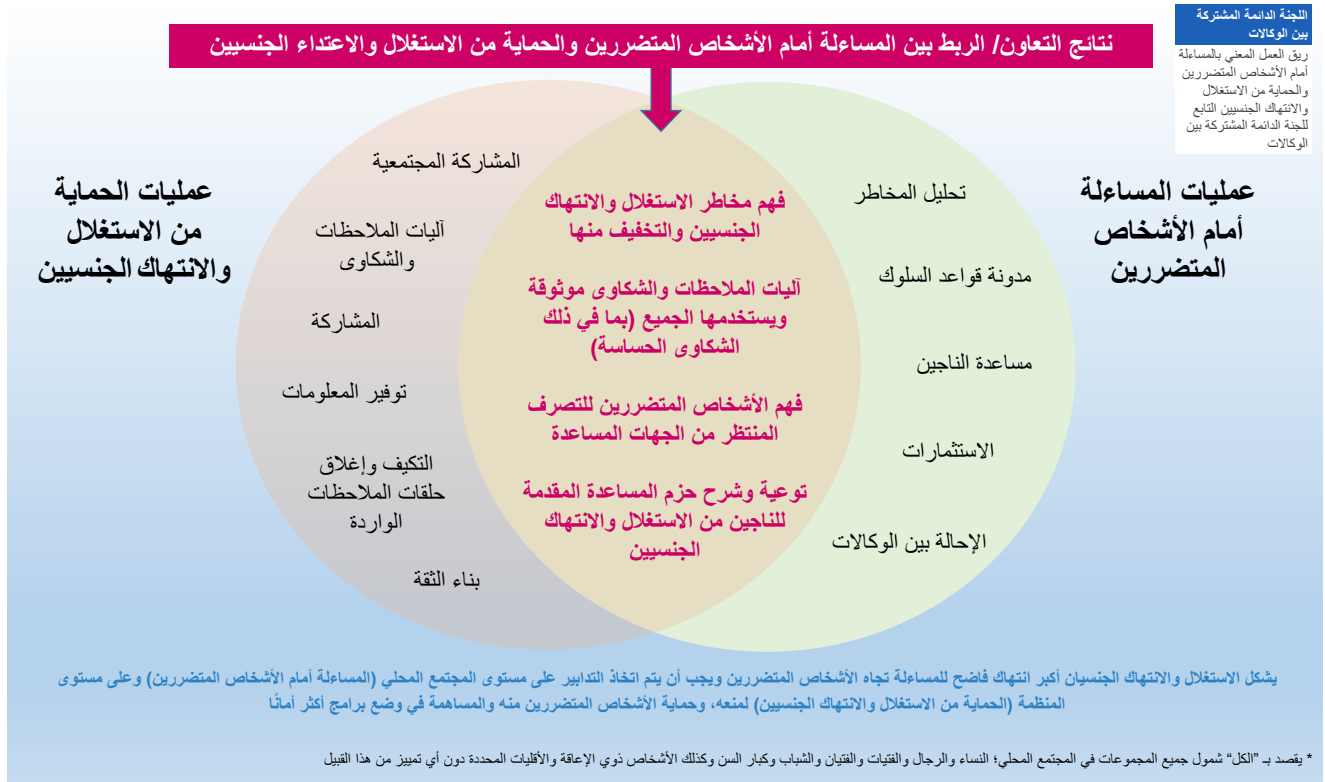 اللجنة الدائمة المشتركة
بين الوكالات
ريق العمل المعني بالمساءلة
أمام الأشخاص المتضررين
والحماية من الاستغلال
والانتهاك الجنسيين التابع
للجنة الدائمة المشتركة بين
الوكالات
نتائج التعاون/ الربط بين المساءلة أمام الأشخاص المتضررين والحماية من الاستغلال والاعتداء الجنسيين
عمليات المساءلة
أمام الأشخاص
المتضررين
تحليل المخاطر
مدونة قواعد السلوك
مساعدة الناجين
الاستثمارات
الإحالة بين الوكالات
فهم مخاطر الاستغلال والانتهاك
الجنسيين والتخفيف منها
آليات الملاحظات والشكاوى موثوقة
ويستخدمها الجميع (بما في ذلك
الشكاوى الحساسة)
فهم الأشخاص المتضررين للتصرف
المنتظر من الجهات المساعدة
توعية وشرح حزم المساعدة المقدمة
للناجين من الاستغلال والانتهاك
الجنسيين
المشاركة المجتمعية
آليات الملاحظات
والشكاوى
المشاركة
توفير المعلومات
التكيف وإغلاق
حلقات الملاحظات
الواردة
بناء الثقة
عمليات الحماية
من الاستغلال
والانتهاك الجنسيين
يشكل الاستغلال والانتهاك الجنسيان أكبر انتهاك فاضح للمساءلة تجاه الأشخاص المتضررين ويجب أن يتم اتخاذ التدابير على مستوى المجتمع المحلي (المساءلة أمام الأشخاص المتضررين) وعلى مستوى
المنظمة (الحماية من الاستغلال والانتهاك الجنسيين) لمنعه، وحماية الأشخاص المتضررين منه والمساهمة في وضع برامج أكثر أمانًا
* يقصد بـ "الكل" شمول جميع المجموعات في المجتمع المحلي؛ النساء والرجال والفتيات والفتيان والشباب وكبار السن وكذلك الأشخاص ذوي الإعاقة والأقليات المحددة دون أي تمييز من هذا القبيل